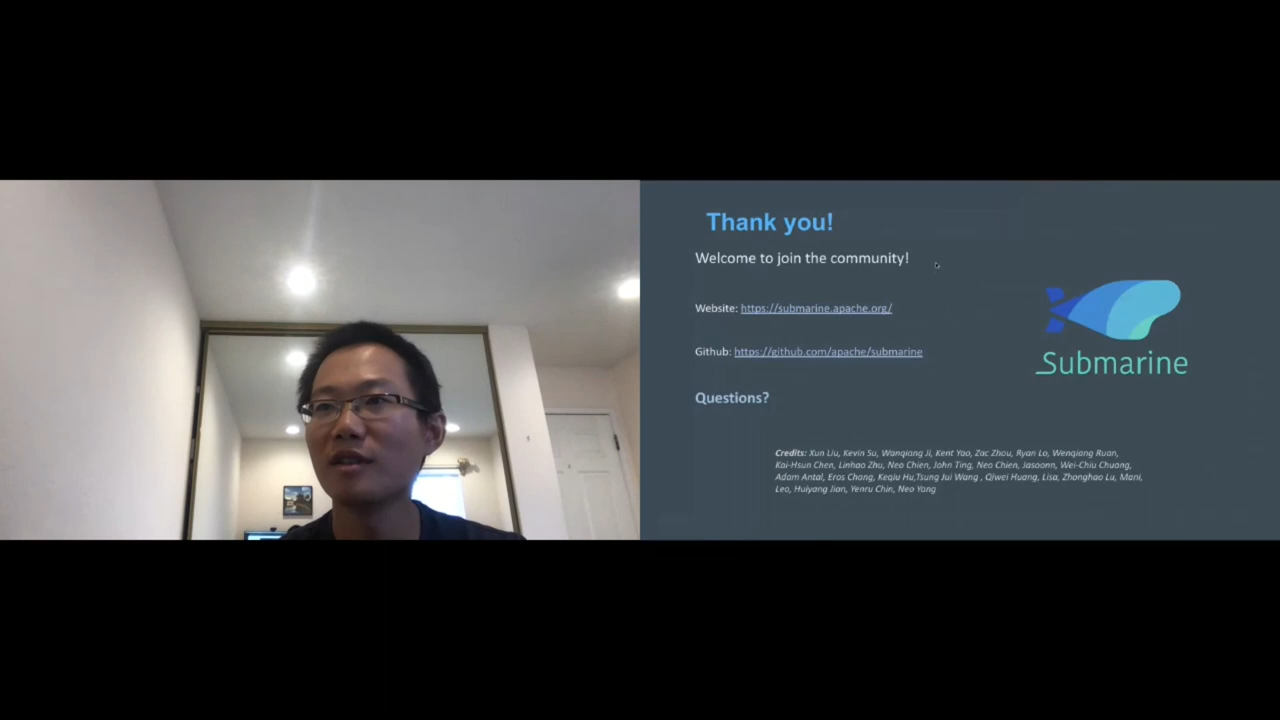 Thank you!
Welcome to join the community!
Website: https://submarine.apache.org/
Github: https://github.com/apache/submarine
Submarine
Questions?
Credits: Xun Liu, Kevin Su, Wanqiang Ji, Kent Yao, Zac Zhou, Ryan Lo, Wenqiang Ruan,
Kai-Hsun Chen, Linhao Zhu, Neo Chien, John Ting, Neo Chien, Jasoonn, Wei-Chiu Chuang,
Adam Antal, Eros Chang, Keqiu Hu,Tsung Jui Wang , Qiwei Huang, Lisa, Zhonghao Lu, Mani,
Leo, Huiyang Jian, Yenru Chin, Neo Yang